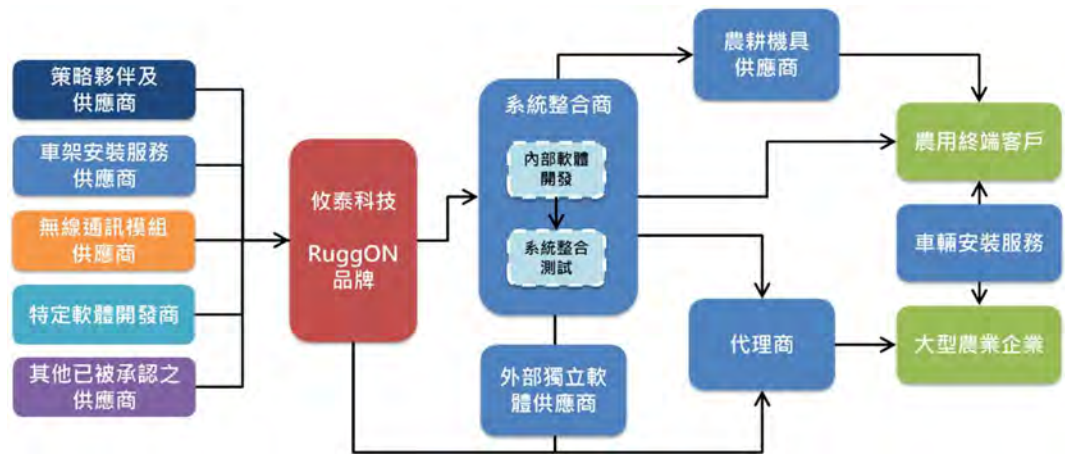 策略夥伴及
供應商
車架安裝服務
供應商
無線通訊模組
供應商
特定軟體開發商
其他已被承認之
供應商
攸泰科技
RuggON
品牌
系統整合商
內部軟體
開發
系統整合
測試
外部獨立軟
體供應商
農耕機具
供應商
代理商
農用終端客戶
車輛安裝服務
大型農業企業